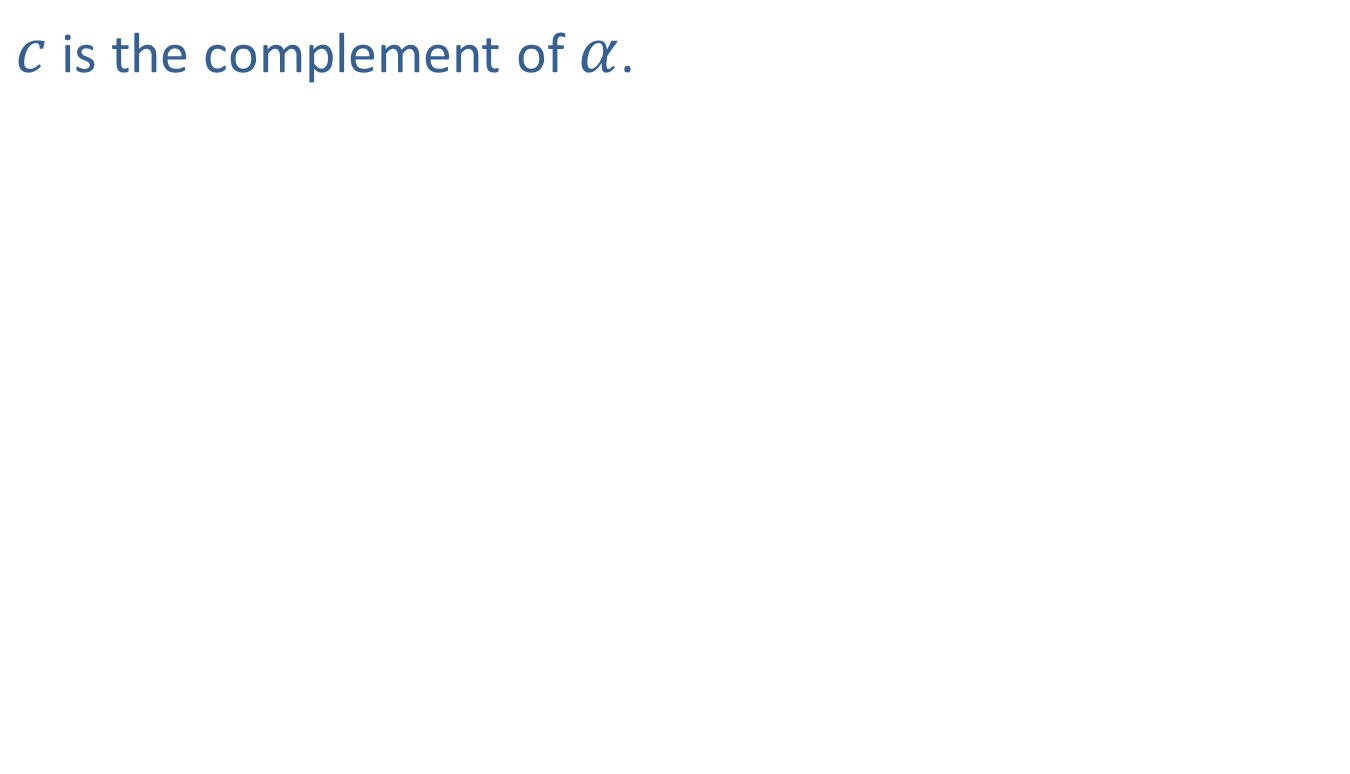 𝑐 is the complement of 𝛼.